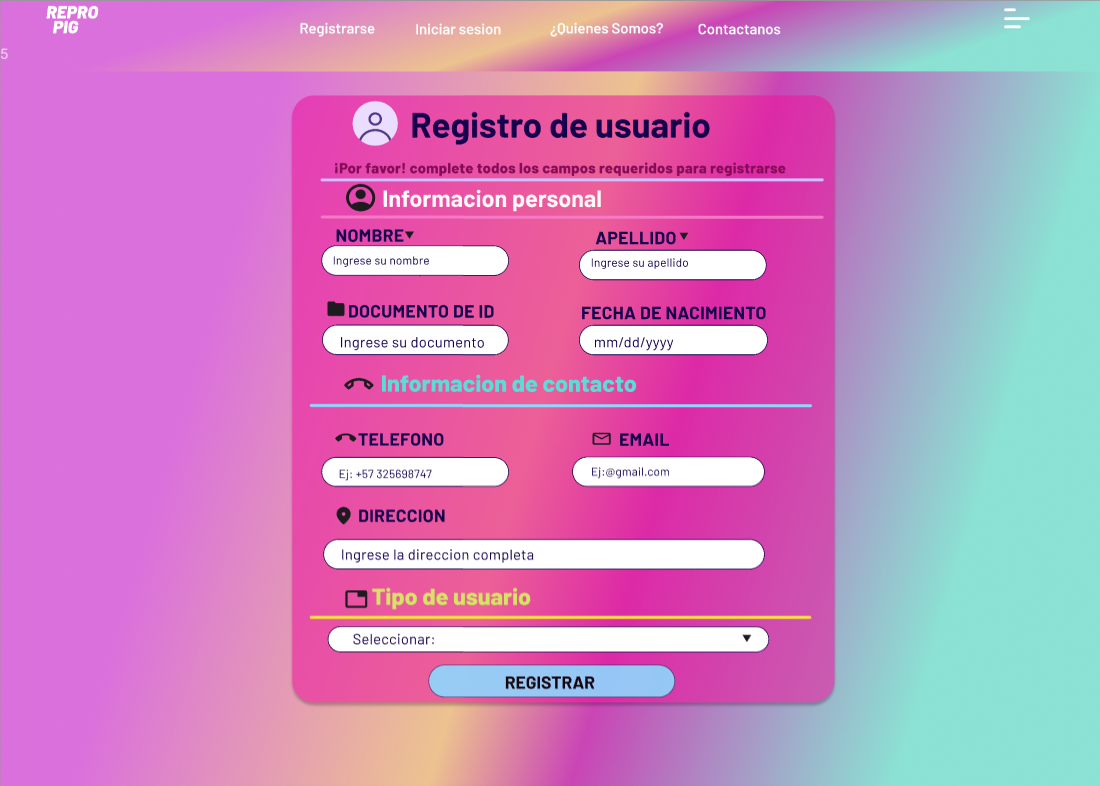 REPRO
PIG
Registrarse
Iniciar sesion
¿Quienes Somos?
Contactanos
5
Registro de usuario
¡Por favor! complete todos los campos requeridos para registrarse
Informacion personal
NOMBRE▾
APELLIDO ▾
Ingrese su nombre
Ingrese su apellido
DOCUMENTO DE ID
FECHA DE NACIMIENTO
Ingrese su documento
mm/dd/yyyy
Informacion de contacto
TELEFONO
EMAIL
Ej: +57 325698747
Ej:@gmail.com
DIRECCION
Ingrese la direccion completa
Tipo de usuario
Seleccionar:
REGISTRAR